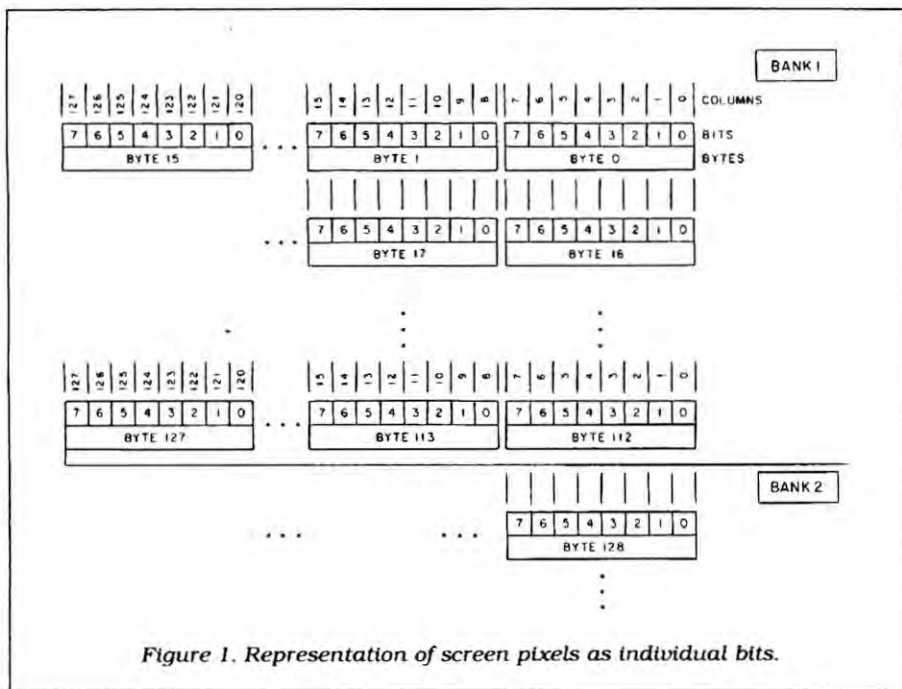 BANK 1
127 126 125 124 123 122 121 120 15 14 13 12 11 10 9 8 7 6 5 4 3 2 1 0 COLUMNS
7 6 5 4 3 2 1 0 ... 7 6 5 4 3 2 1 0 7 6 5 4 3 2 1 0 BITS
BYTE 15 BYTE 1 BYTE 0 BYTES
... 7 6 5 4 3 2 1 0 7 6 5 4 3 2 1 0
BYTE 17 BYTE 16
127 126 125 124 123 122 121 120 15 14 13 12 11 10 9 8 7 6 5 4 3 2 1 0
7 6 5 4 3 2 1 0 ... 7 6 5 4 3 2 1 0 7 6 5 4 3 2 1 0
BYTE 127 BYTE 113 BYTE 112
BANK 2
.... ... 7 6 5 4 3 2 1 0
BYTE 128
Figure 1. Representation of screen pixels as individual bits.